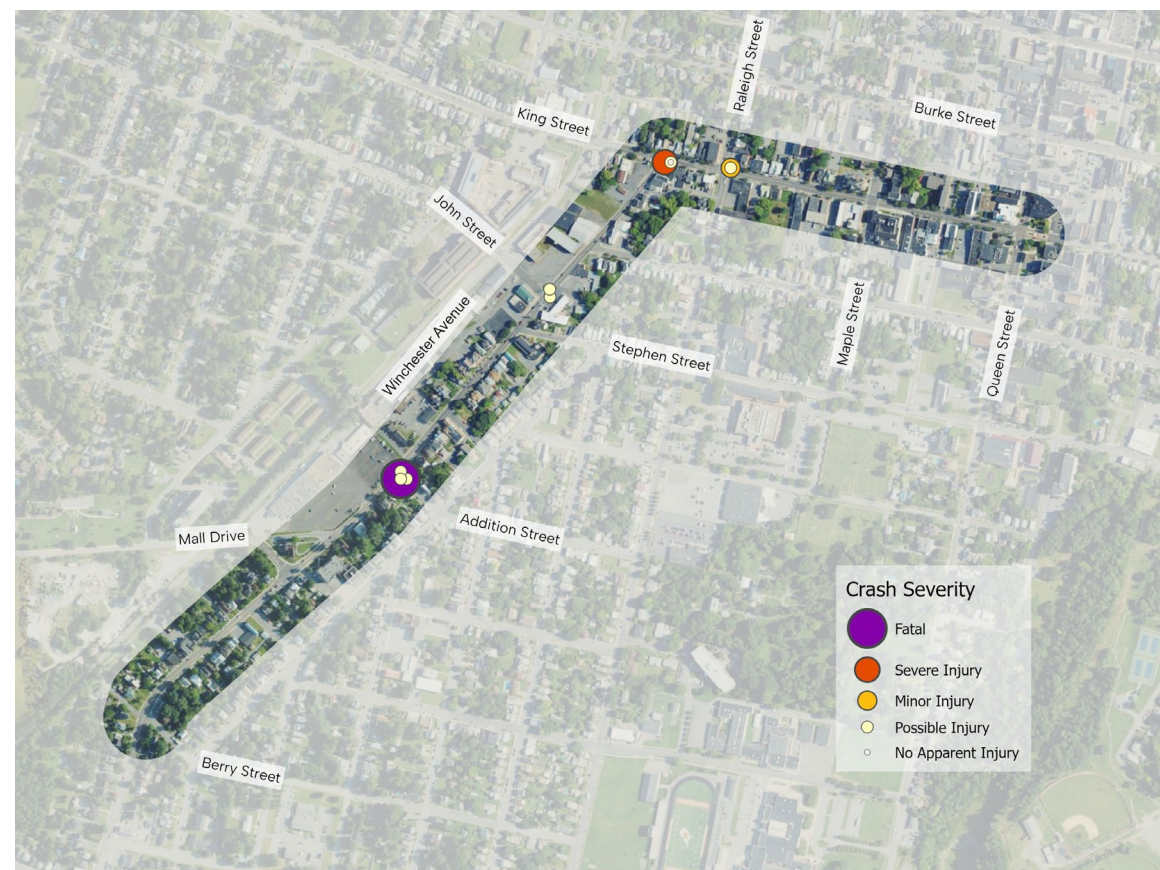 Raleigh Street
Burke Street
King Street
John Street
Winchester Avenue
Maple Street
Queen Street
Stephen Street
Addition Street
Mall Drive
Berry Street
Crash Severity
Fatal
Severe Injury
Minor Injury
Possible Injury
No Apparent Injury